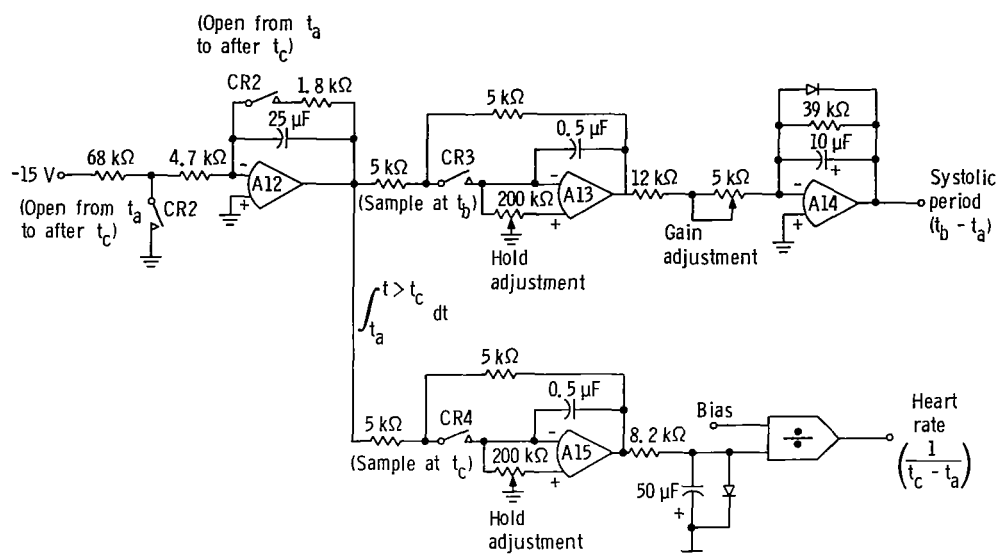 (Open from t_a
to after t_c)
CR2
1.8 kΩ
25 μF
-15 V
68 kΩ
4.7 kΩ
-
+
A12
(Open from t_a
to after t_c)
CR2
5 kΩ
5 kΩ
CR3
(Sample at t_b)
0.5 μF
200 kΩ
-
+
A13
Hold
adjustment
12 kΩ
5 kΩ
Gain
adjustment
39 kΩ
10 μF
+
-
+
A14
Systolic
period
(t_b - t_a)
∫ t > t_c
t_a
dt
5 kΩ
5 kΩ
CR4
(Sample at t_c)
0.5 μF
200 kΩ
-
+
A15
Hold
adjustment
8.2 kΩ
50 μF
+
Bias
÷
Heart
rate
(1
t_c - t_a)